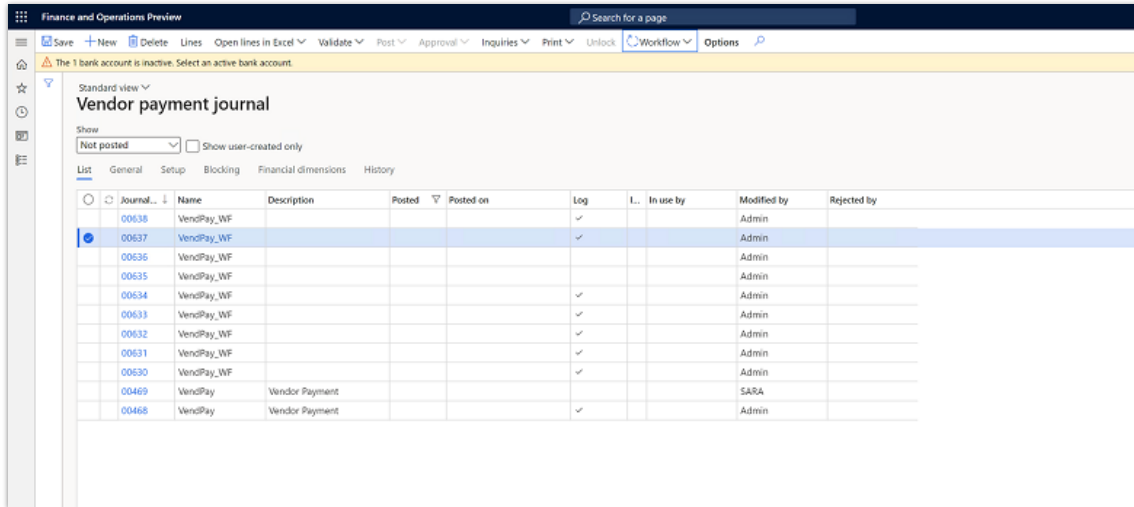 Finance and Operations Preview Search for a page
Save New Delete Lines Open lines in Excel Validate Post Approval Inquiries Print Unlock Workflow Options
The 1 bank account is inactive. Select an active bank account.
Standard view
Vendor payment journal
Show
Not posted Show user-created only
List General Setup Blocking Financial dimensions History
Journal... Name Description Posted Posted on Log I... In use by Modified by Rejected by
00638 VendPay_WF Admin
00637 VendPay_WF Admin
00636 VendPay_WF Admin
00635 VendPay_WF Admin
00634 VendPay_WF Admin
00633 VendPay_WF Admin
00632 VendPay_WF Admin
00631 VendPay_WF Admin
00630 VendPay_WF Admin
00469 VendPay Vendor Payment SARA
00468 VendPay Vendor Payment Admin